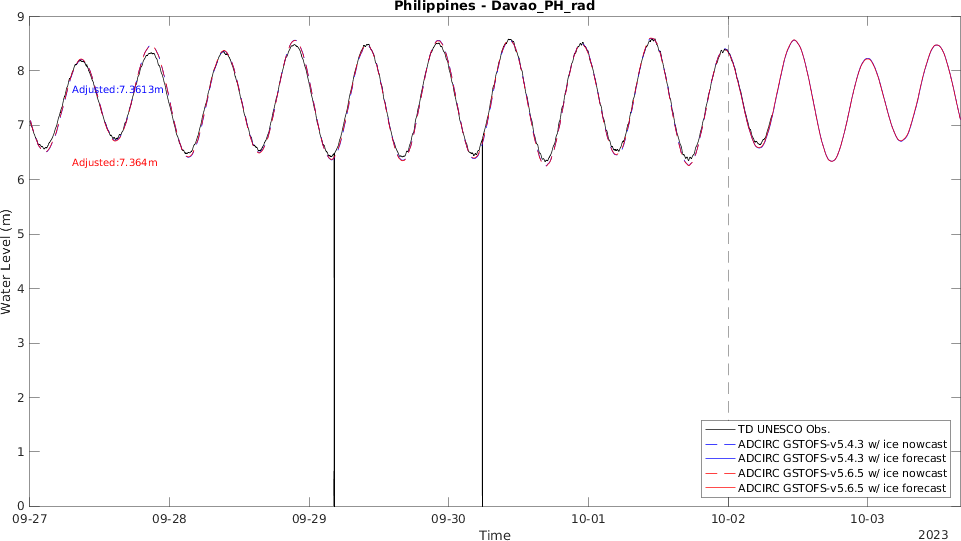 Philippines - Davao_PH_rad
9
8
7
6
5
4
3
2
1
0
Water Level (m)
Adjusted:7.3613m
Adjusted:7.364m
TD UNESCO Obs.
ADCIRC GSTOFS-v5.4.3 w/ ice nowcast
ADCIRC GSTOFS-v5.4.3 w/ ice forecast
ADCIRC GSTOFS-v5.6.5 w/ ice nowcast
ADCIRC GSTOFS-v5.6.5 w/ ice forecast
09-27 09-28 09-29 09-30 10-01 10-02 10-03
Time
2023